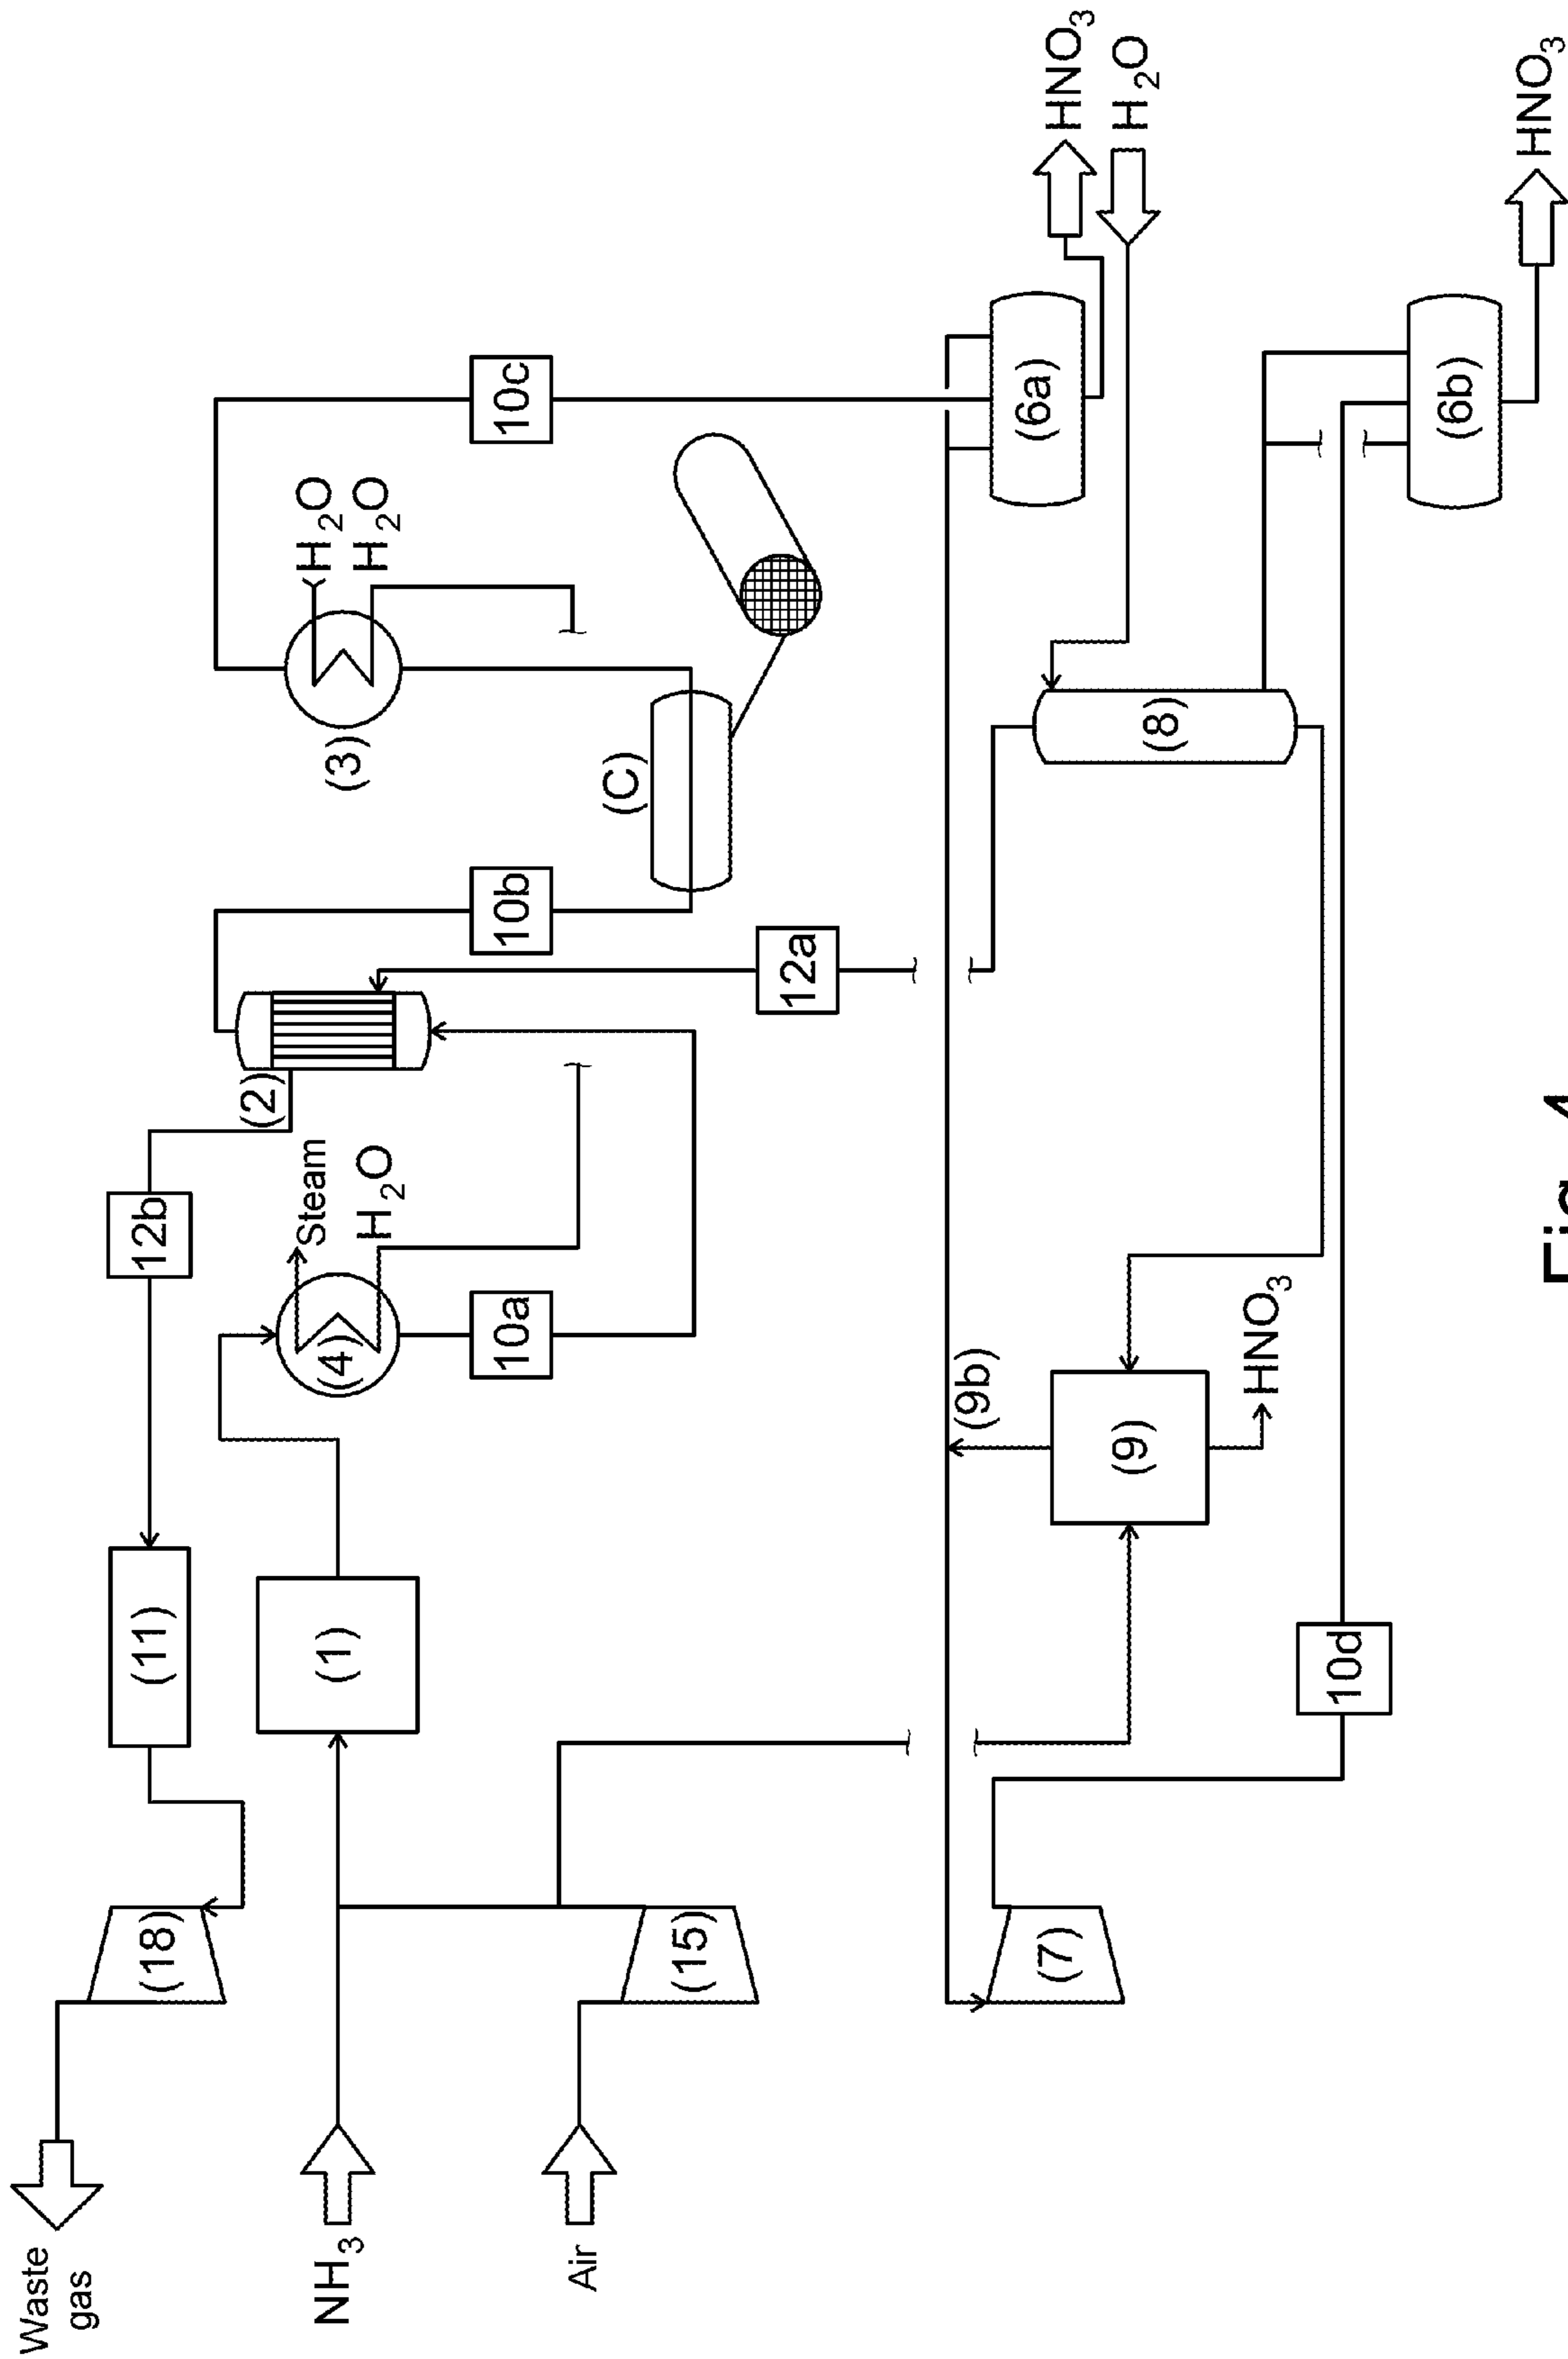 Waste
gas
(18)
(11)
12b
NH3
(1)
(4)
Steam
H2O
(2)
(3)
H2O
H2O
10a
10b
10c
Air
(15)
(C)
12a
(7)
(9b)
(9)
HNO3
(8)
(6a)
HNO3
H2O
10d
(6b)
HNO3
Fig. 4